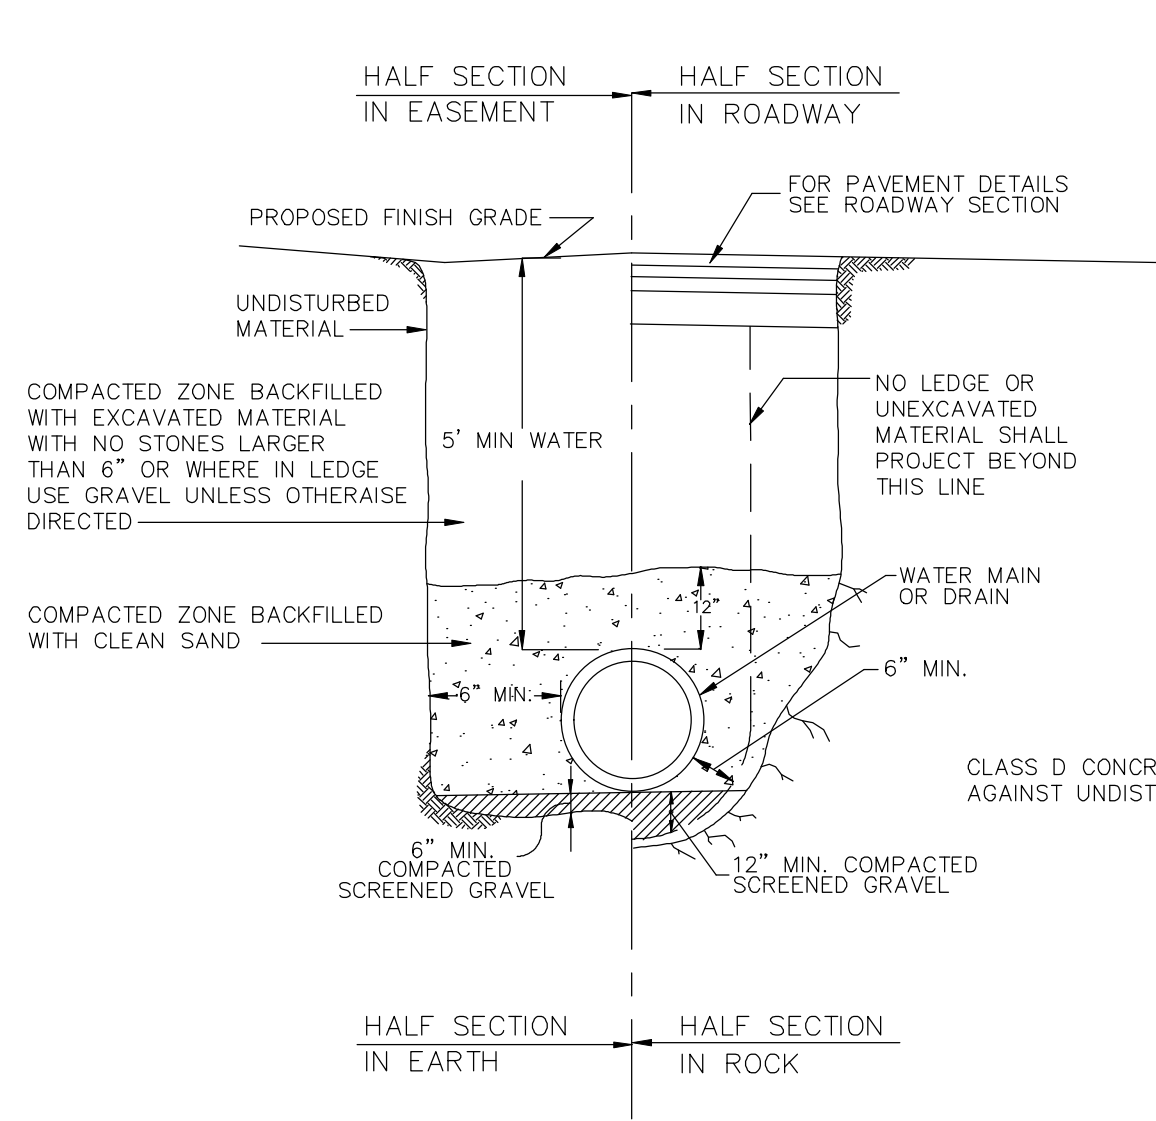 HALF SECTION
IN EASEMENT
HALF SECTION
IN ROADWAY
FOR PAVEMENT DETAILS
SEE ROADWAY SECTION
PROPOSED FINISH GRADE
UNDISTURBED
MATERIAL
COMPACTED ZONE BACKFILLED
WITH EXCAVATED MATERIAL
WITH NO STONES LARGER
THAN 6” OR WHERE IN LEDGE
USE GRAVEL UNLESS OTHERAISE
DIRECTED
5' MIN WATER
NO LEDGE OR
UNEXCAVATED
MATERIAL SHALL
PROJECT BEYOND
THIS LINE
COMPACTED ZONE BACKFILLED
WITH CLEAN SAND
12”
WATER MAIN
OR DRAIN
6” MIN.
6” MIN.
CLASS D CONCR
AGAINST UNDIST
6” MIN.
COMPACTED
SCREENED GRAVEL
12” MIN. COMPACTED
SCREENED GRAVEL
HALF SECTION
IN EARTH
HALF SECTION
IN ROCK